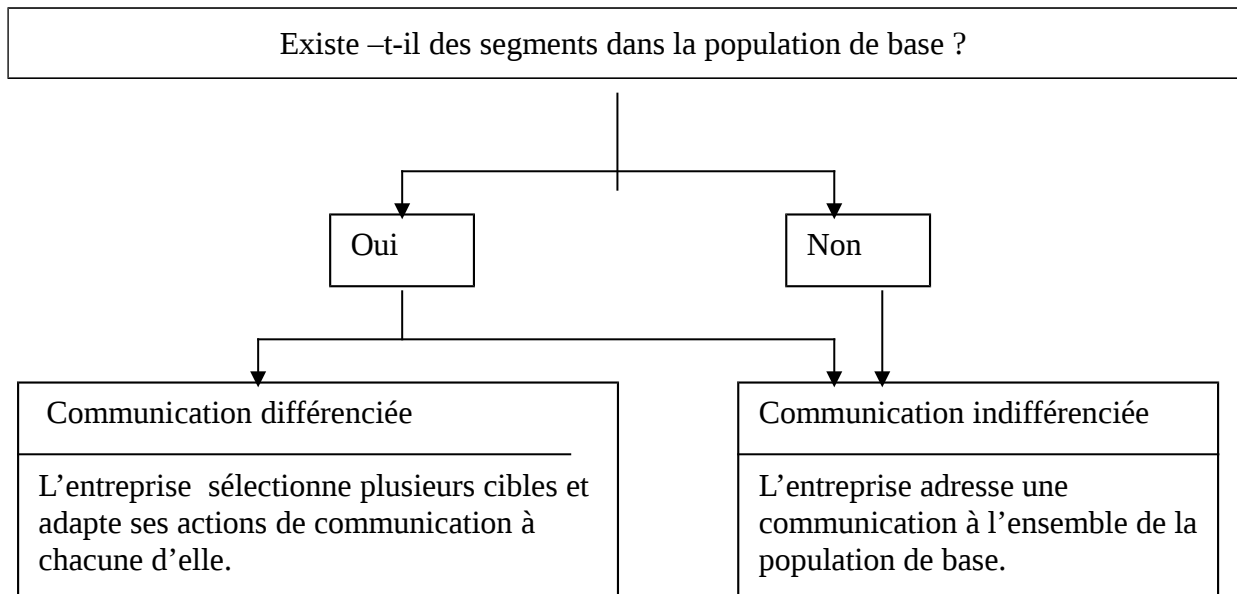 Existe –t-il des segments dans la population de base ?
Oui
Non
Communication différenciée
L’entreprise sélectionne plusieurs cibles et
adapte ses actions de communication à
chacune d’elle.
Communication indifférenciée
L’entreprise adresse une
communication à l’ensemble de la
population de base.